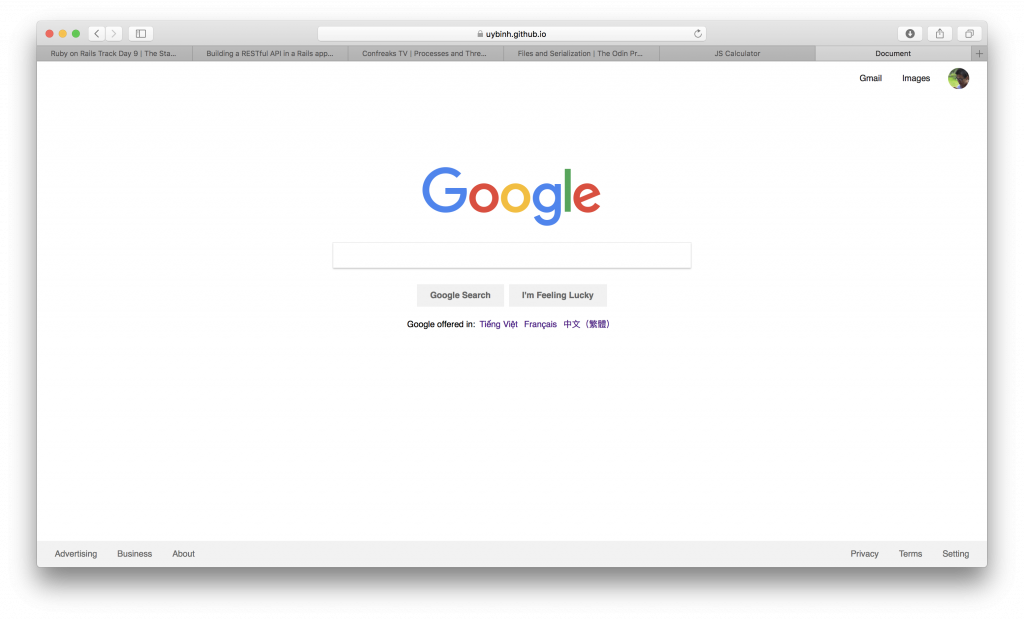 uybinh.github.io
Ruby on Rails Track Day 9 | The Sta... Building a RESTful API in a Rails app... Confreaks TV | Processes and Thre... Files and Serialization | The Odin Pr... JS Calculator Document
Gmail Images
Google
Google Search I'm Feeling Lucky
Google offered in: Tiếng Việt Français 中文（繁體）
Advertising Business About Privacy Terms Setting